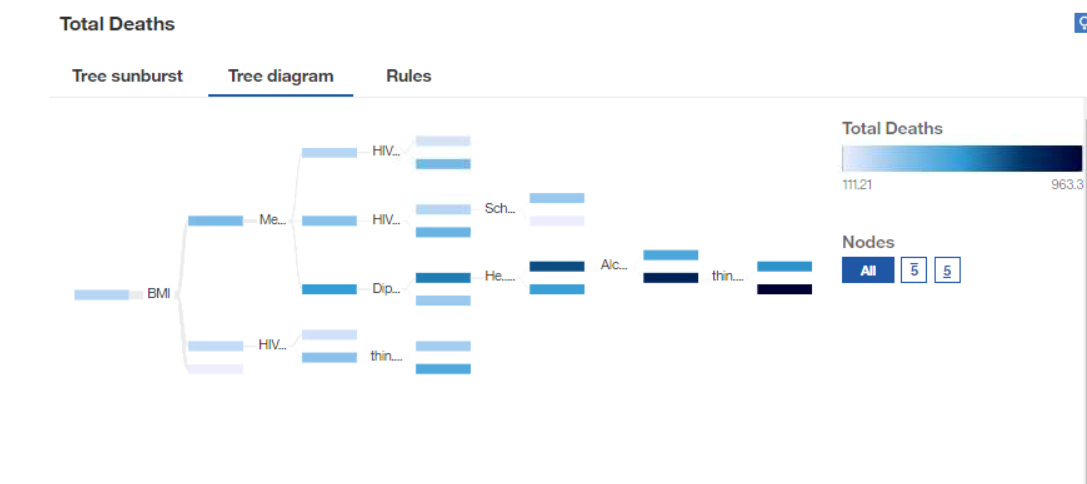 Total Deaths
Tree sunburst Tree diagram Rules
Total Deaths
111.21 963.3
Nodes
All 5 5
HIV...
Sch...
Me... HIV...
Alc...
He.... thin....
Dip...
BMI
HIV...
thin....